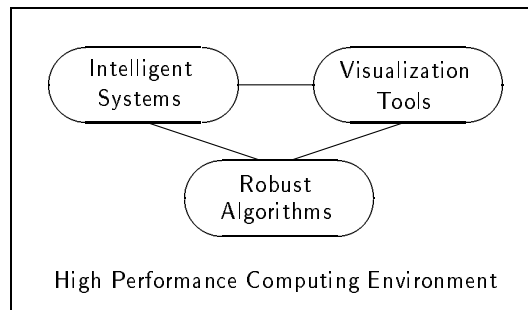 Intelligent
Systems
Visualization
Tools
Robust
Algorithms
High Performance Computing Environment